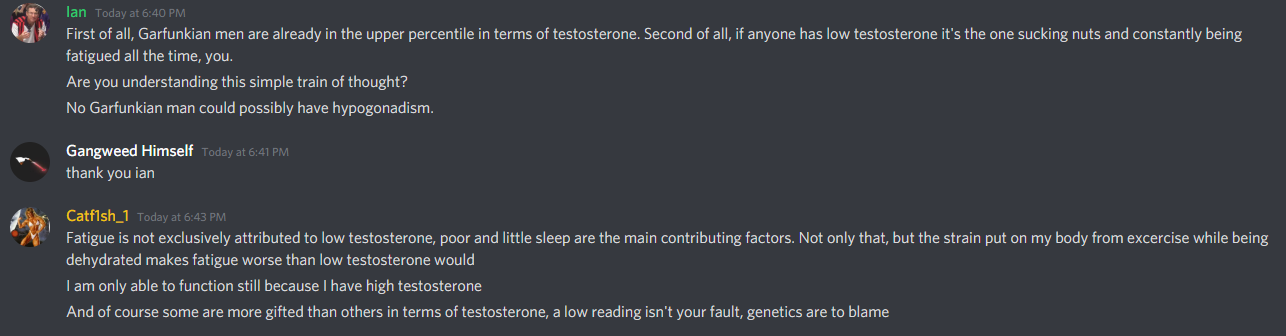 Ian Today at 6:40 PM
First of all, Garfunkian men are already in the upper percentile in terms of testosterone. Second of all, if anyone has low testosterone it's the one sucking nuts and constantly being
fatigued all the time, you.
Are you understanding this simple train of thought?
No Garfunkian man could possibly have hypogonadism.
Gangweed Himself Today at 6:41 PM
thank you ian
Catf1sh_1 Today at 6:43 PM
Fatigue is not exclusively attributed to low testosterone, poor and little sleep are the main contributing factors. Not only that, but the strain put on my body from excercise while being
dehydrated makes fatigue worse than low testosterone would
I am only able to function still because I have high testosterone
And of course some are more gifted than others in terms of testosterone, a low reading isn't your fault, genetics are to blame